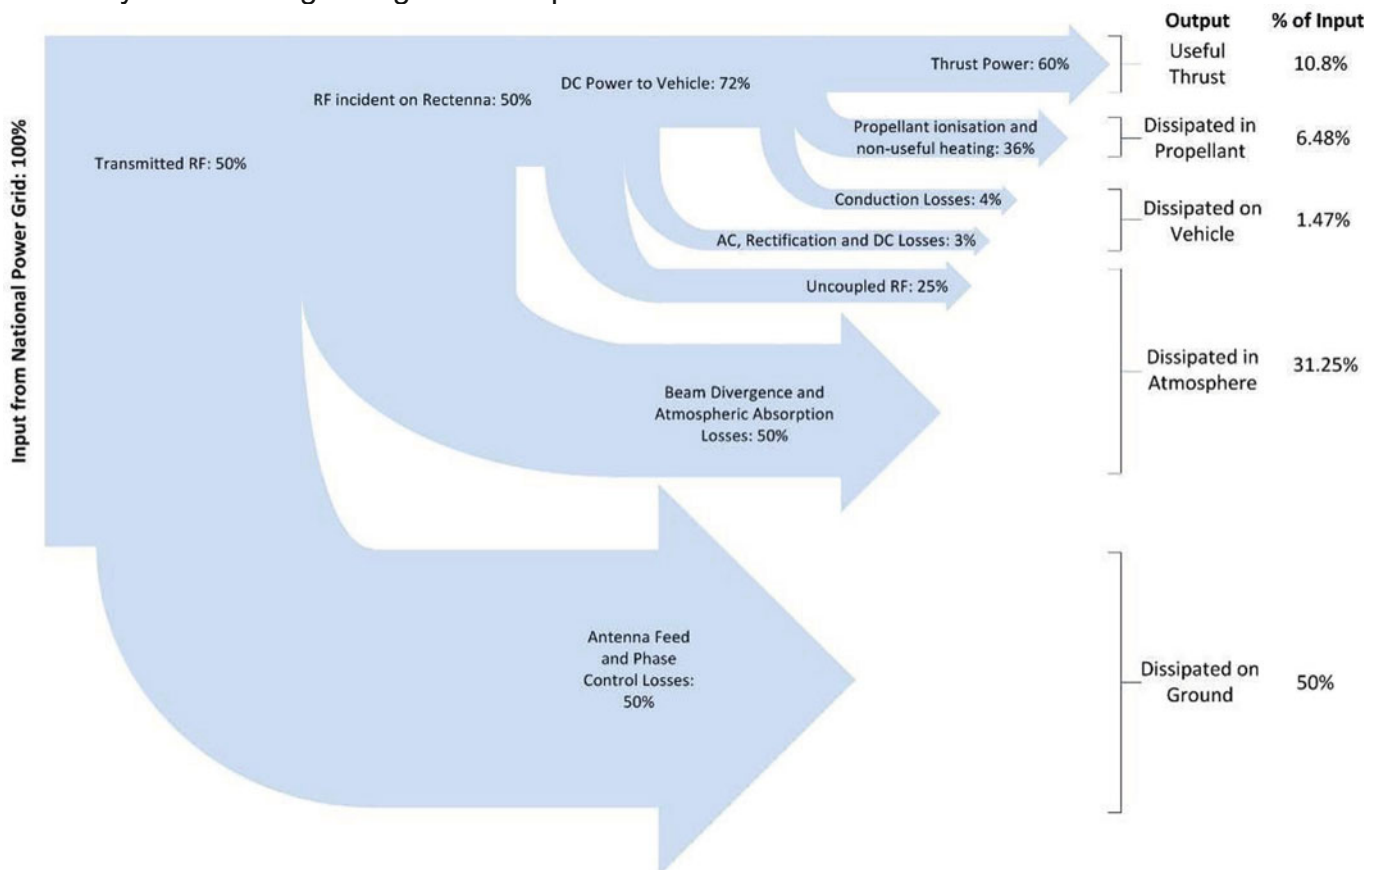 Output
% of Input
Input from National Power Grid: 100%
Transmitted RF: 50%
RF incident on Rectenna: 50%
DC Power to Vehicle: 72%
Thrust Power: 60%
Useful
Thrust
10.8%
Propellant ionisation and
non-useful heating: 36%
Dissipated in
Propellant
6.48%
Conduction Losses: 4%
AC, Rectification and DC Losses: 3%
Dissipated on
Vehicle
1.47%
Uncoupled RF: 25%
Beam Divergence and
Atmospheric Absorption
Losses: 50%
Dissipated in
Atmosphere
31.25%
Antenna Feed
and Phase
Control Losses:
50%
Dissipated on
Ground
50%